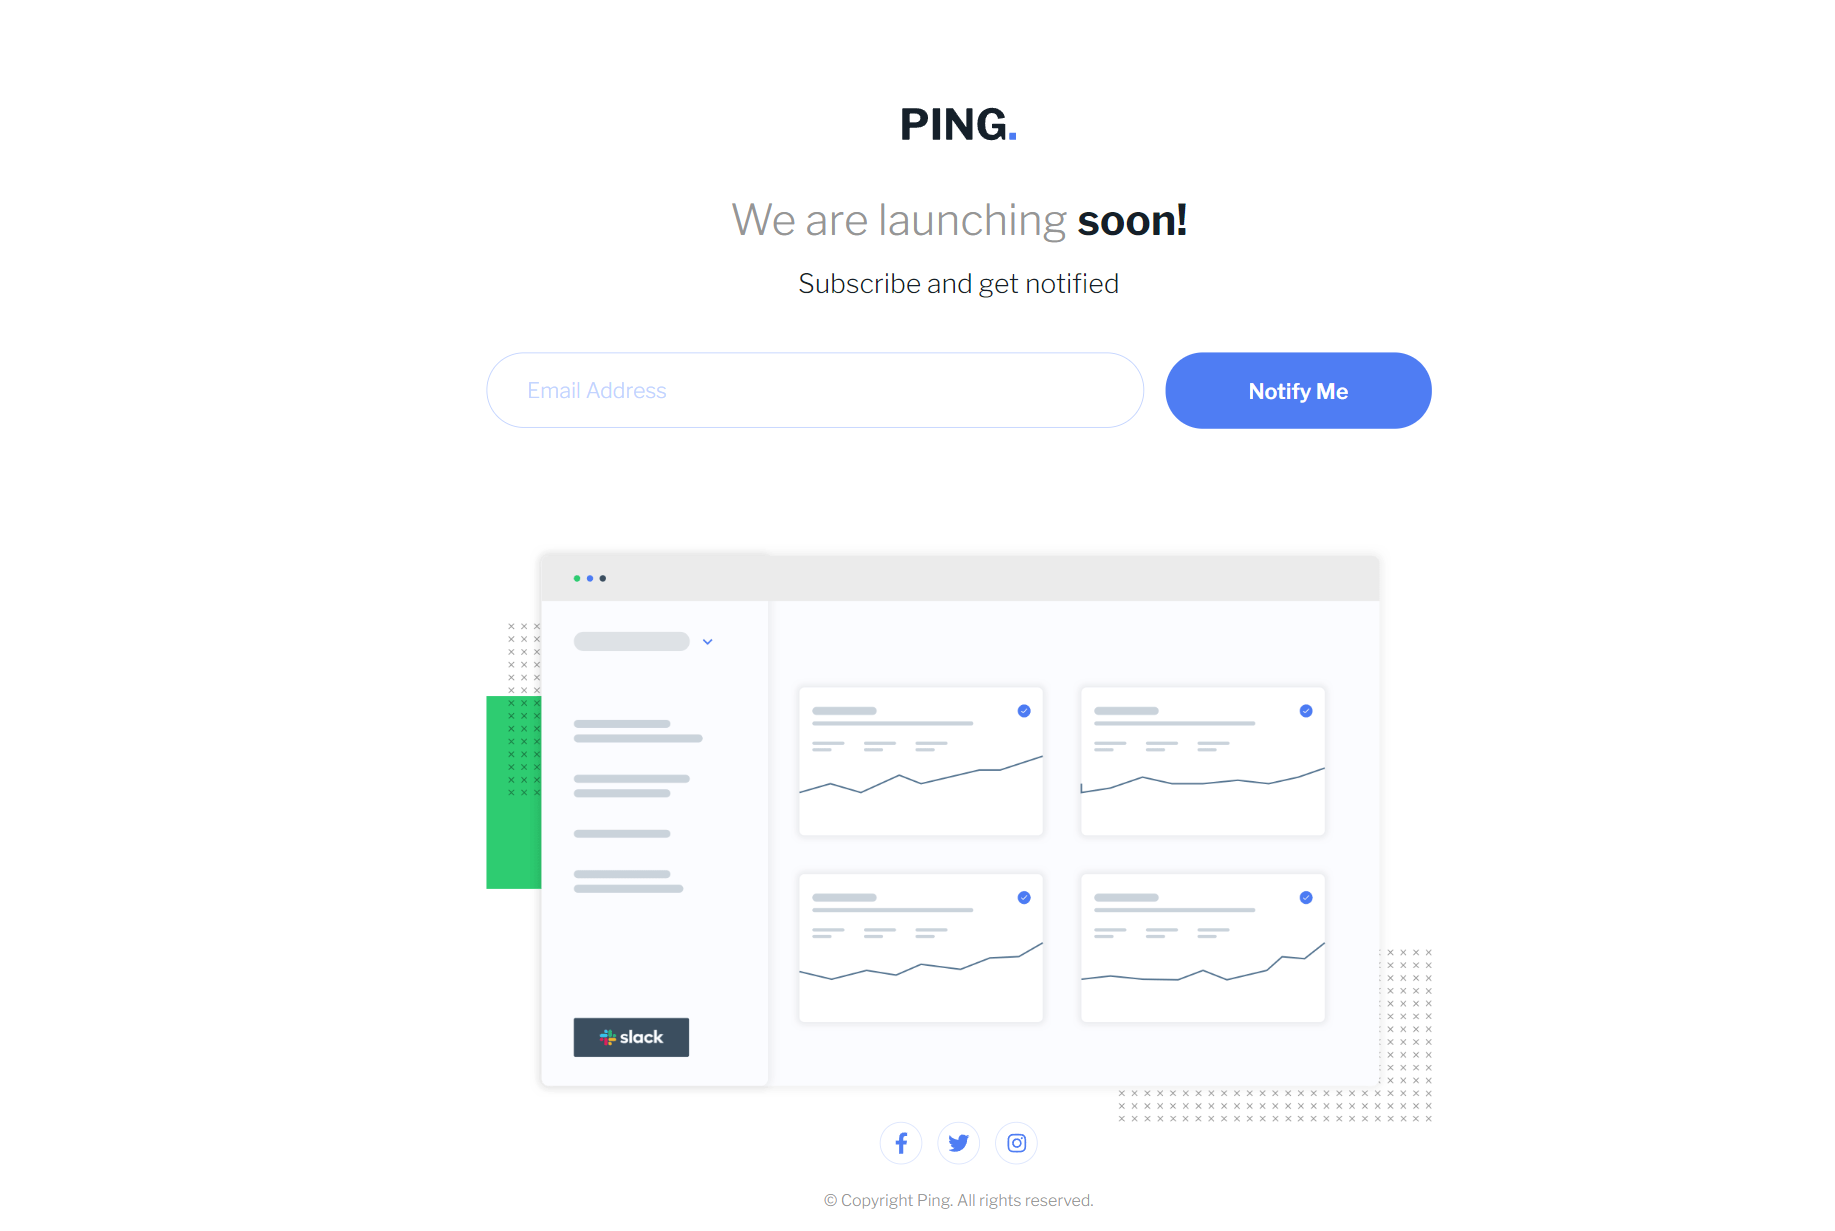 PING.
We are launching soon!
Subscribe and get notified
Email Address
Notify Me
slack
© Copyright Ping. All rights reserved.